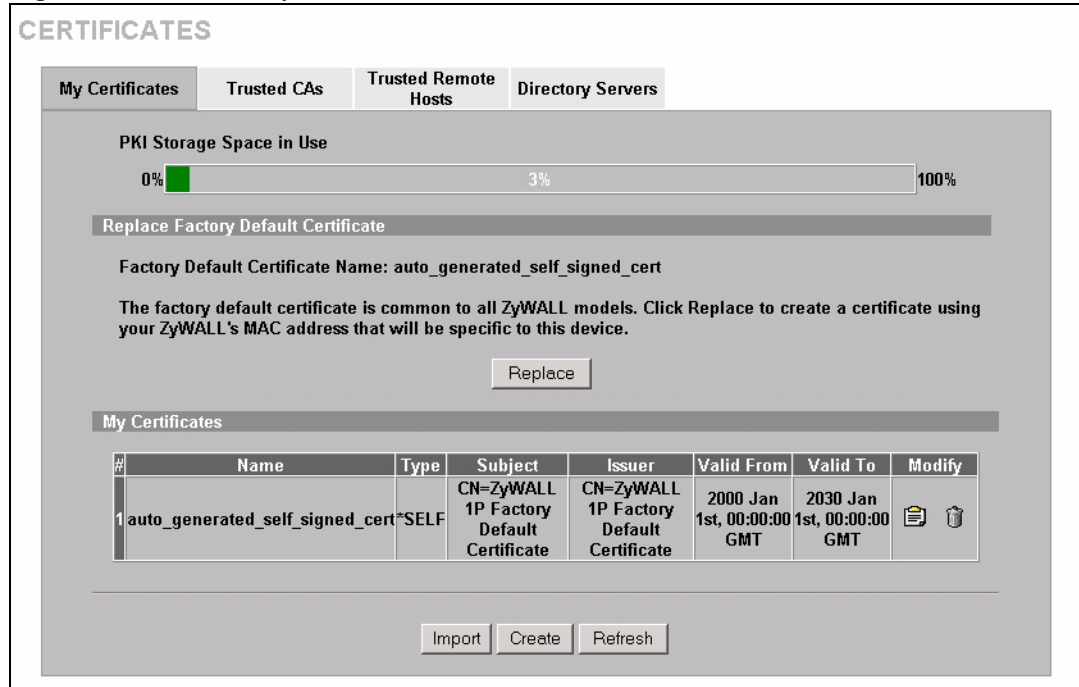 CERTIFICATES
My Certificates
Trusted CAs
Trusted Remote
Hosts
Directory Servers
PKI Storage Space in Use
0% 3% 100%
Replace Factory Default Certificate
Factory Default Certificate Name: auto_generated_self_signed_cert
The factory default certificate is common to all ZyWALL models. Click Replace to create a certificate using
your ZyWALL's MAC address that will be specific to this device.
Replace
My Certificates
# Name Type Subject Issuer Valid From Valid To Modify
1 auto_generated_self_signed_cert *SELF
CN=ZyWALL
1P Factory
Default
Certificate
CN=ZyWALL
1P Factory
Default
Certificate
2000 Jan
1st, 00:00:00
GMT
2030 Jan
1st, 00:00:00
GMT
Import Create Refresh